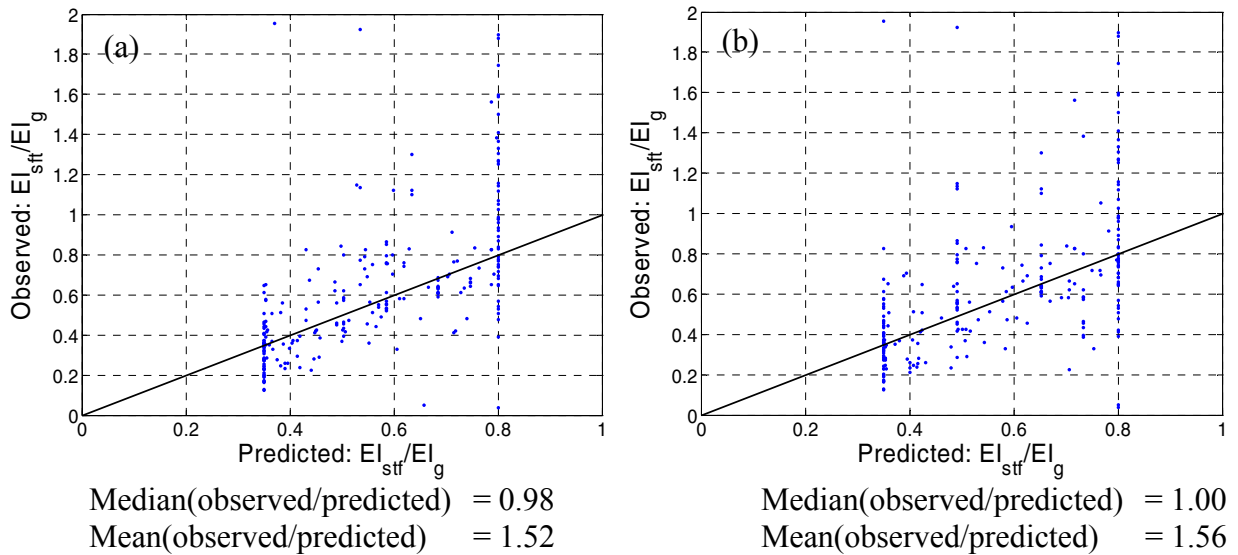 (a)
2
1.8
1.6
1.4
1.2
1
0.8
0.6
0.4
0.2
0
Observed: EI_sft/EI_g
0 0.2 0.4 0.6 0.8 1
Predicted: EI_stf/EI_g
Median(observed/predicted) = 0.98
Mean(observed/predicted) = 1.52
(b)
2
1.8
1.6
1.4
1.2
1
0.8
0.6
0.4
0.2
0
Observed: EI_sft/EI_g
0 0.2 0.4 0.6 0.8 1
Predicted: EI_stf/EI_g
Median(observed/predicted) = 1.00
Mean(observed/predicted) = 1.56